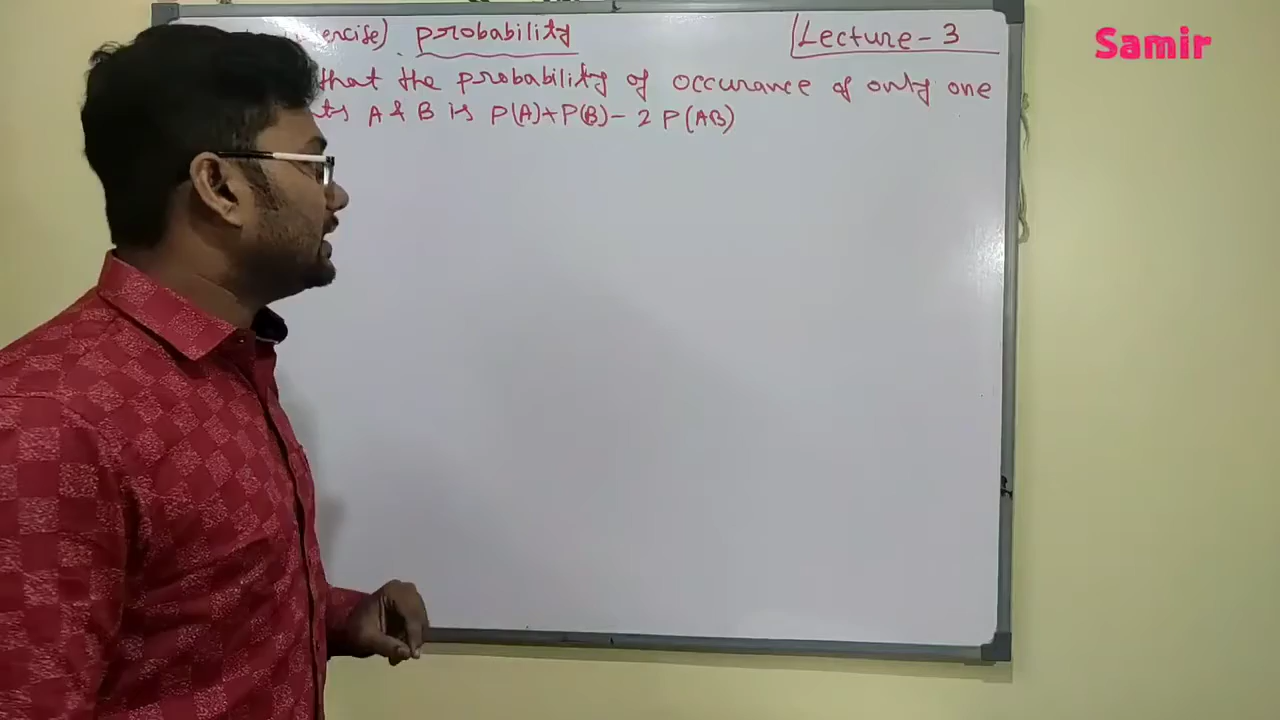 ercise) probability
Lecture - 3
Samir
that the probability of occurance of only one
A & B is P(A)+P(B)- 2 P(AB)